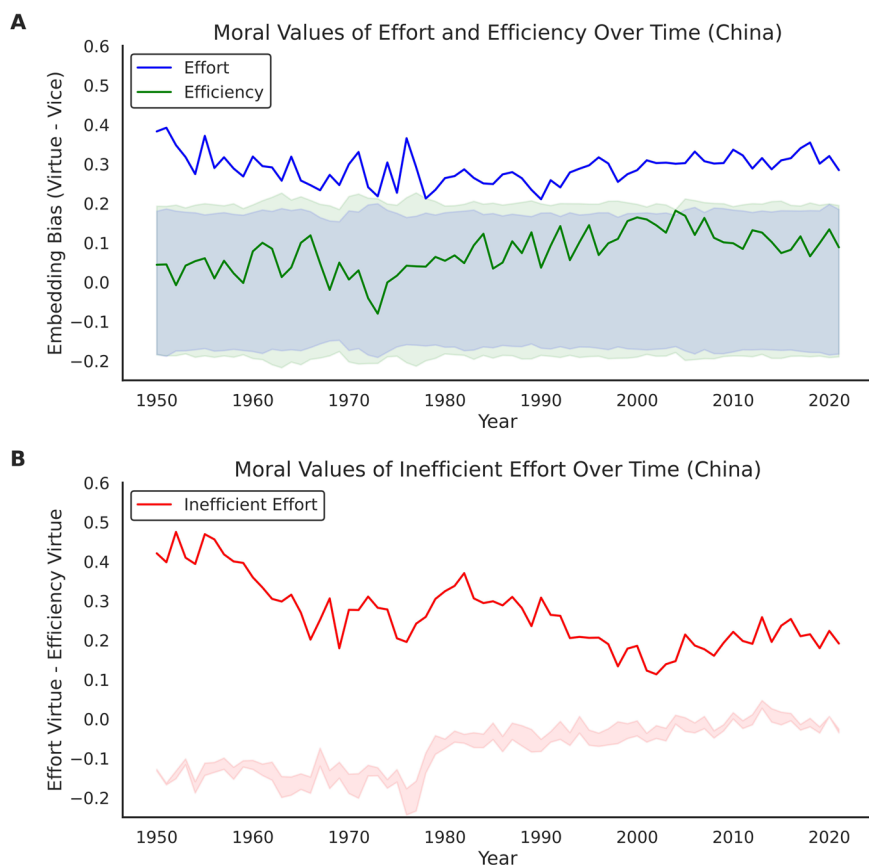 A
Moral Values of Effort and Efficiency Over Time (China)
Embedding Bias (Virtue - Vice)
0.6
0.5
0.4
0.3
0.2
0.1
0.0
−0.1
−0.2
Effort
Efficiency
1950 1960 1970 1980 1990 2000 2010 2020
Year
B
Moral Values of Inefficient Effort Over Time (China)
Effort Virtue - Efficiency Virtue
0.6
0.5
0.4
0.3
0.2
0.1
0.0
−0.1
−0.2
Inefficient Effort
1950 1960 1970 1980 1990 2000 2010 2020
Year